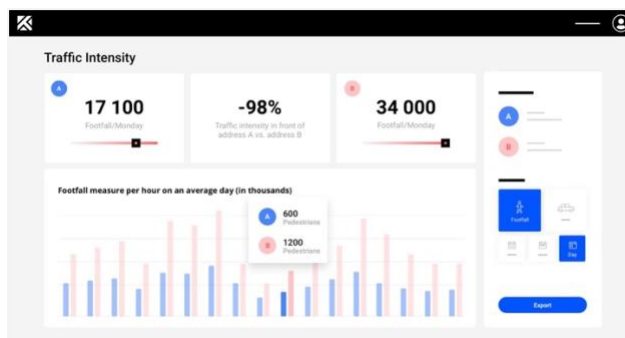 Traffic Intensity
A
17 100
Footfall/Monday
A
-98%
Traffic intensity in front of
address A vs. address B
B
34 000
Footfall/Monday
B
Footfall measure per hour on an average day (in thousands)
A
600
Pedestrians
B
1200
Pedestrians
A
B
Footfall
Day
Export